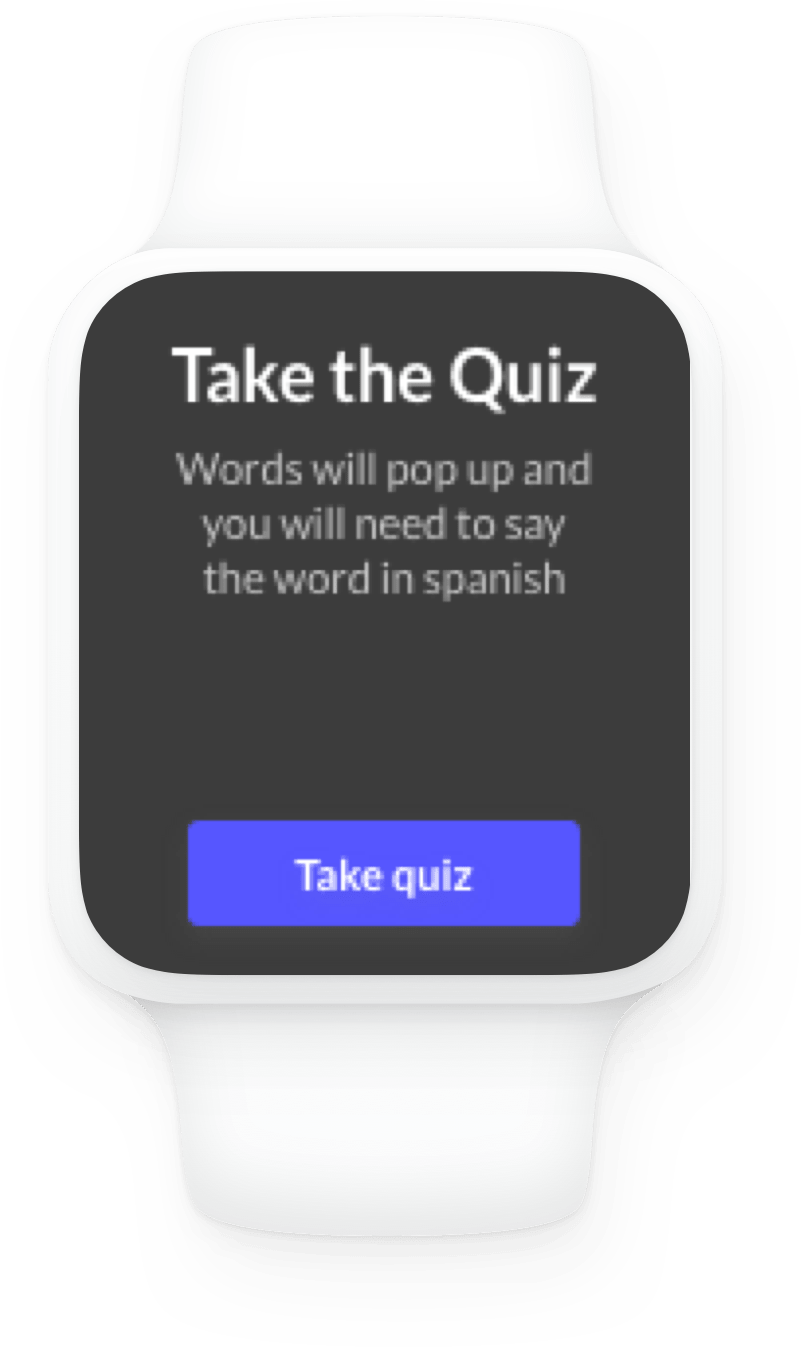 Take the Quiz
Words will pop up and
you will need to say
the word in spanish
Take quiz